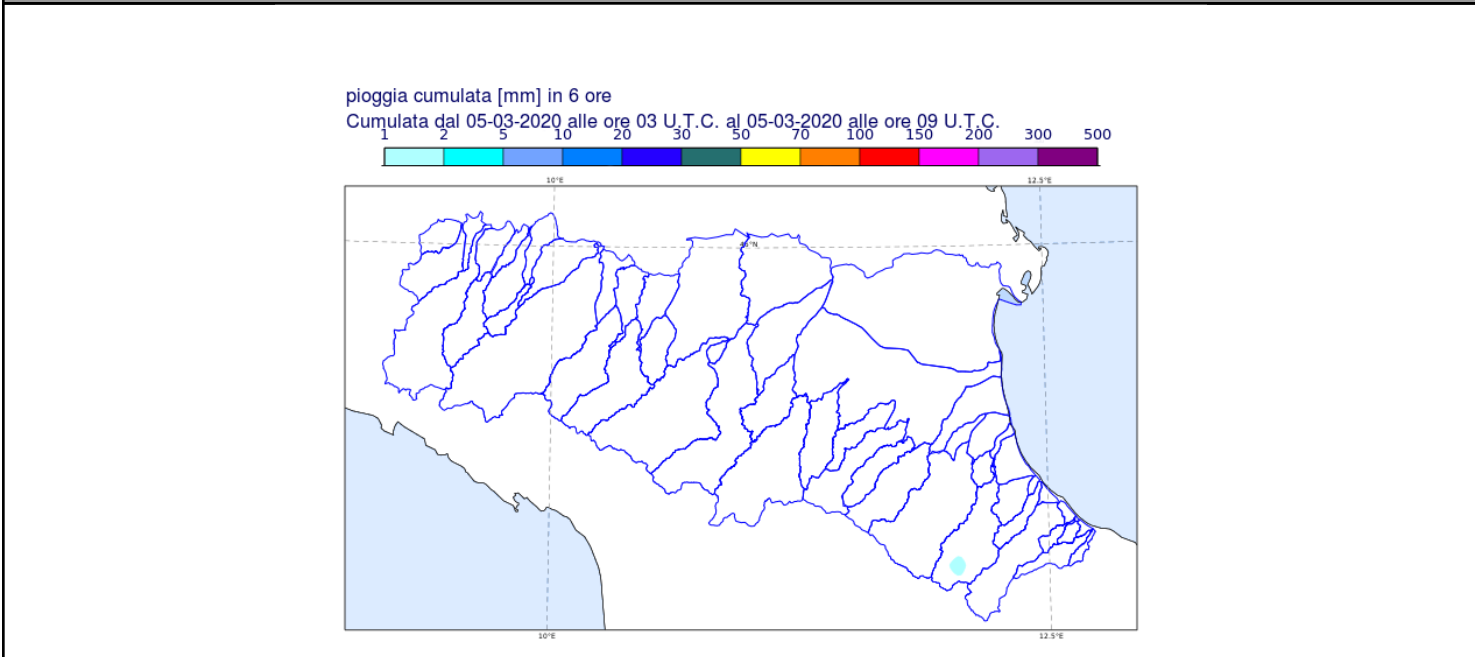 pioggia cumulata [mm] in 6 ore
Cumulata dal 05-03-2020 alle ore 03 U.T.C. al 05-03-2020 alle ore 09 U.T.C.
1 2 5 10 20 30 50 70 100 150 200 300 500
10°E 12.5°E
45°N
10°E 12.5°E